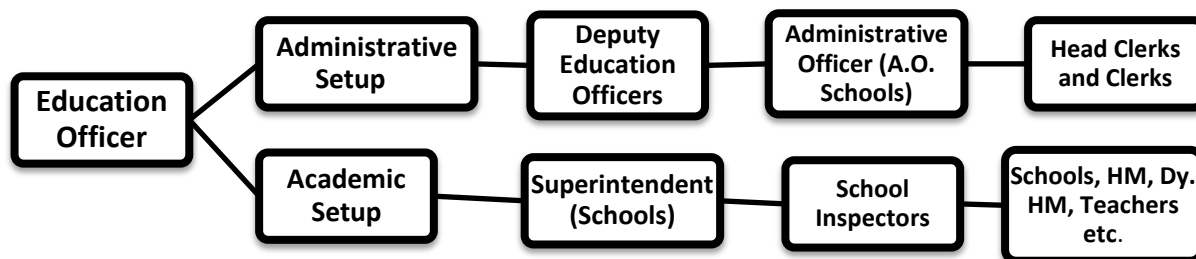 Education
Officer
Administrative
Setup
Deputy
Education
Officers
Administrative
Officer (A.O.
Schools)
Head Clerks
and Clerks
Academic
Setup
Superintendent
(Schools)
School
Inspectors
Schools, HM, Dy.
HM, Teachers
etc.